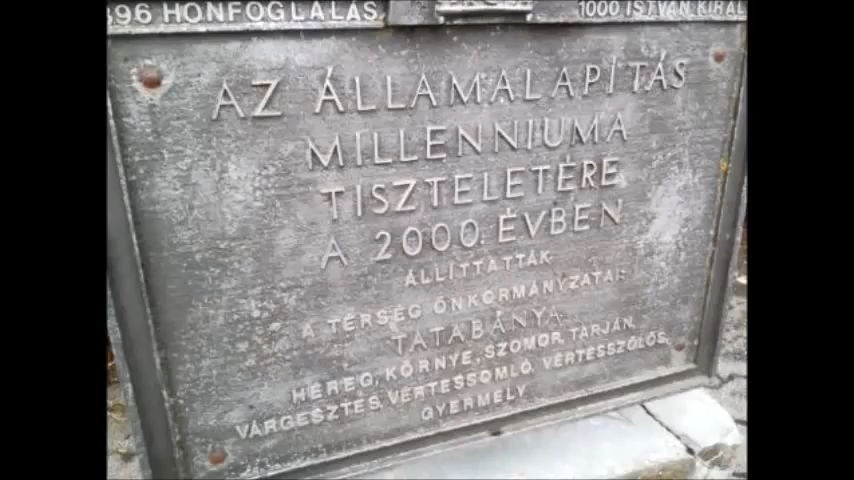 896 HONFOGLALÁS
1000 ISTVÁN KIRÁL
AZ ÁLLAMALAPÍTÁS
MILLENNIUMA
TISZTELETÉRE
A 2000. ÉVBEN
ÁLLÍTTATTÁK
A TÉRSÉG ÖNKORMÁNYZATAI:
TATABÁNYA,
HÉREG, KÖRNYE, SZOMOR, TARJÁN,
VÁRGESZTES, VÉRTESSOMLÓ, VÉRTESSZŐLŐS,
GYERMELY